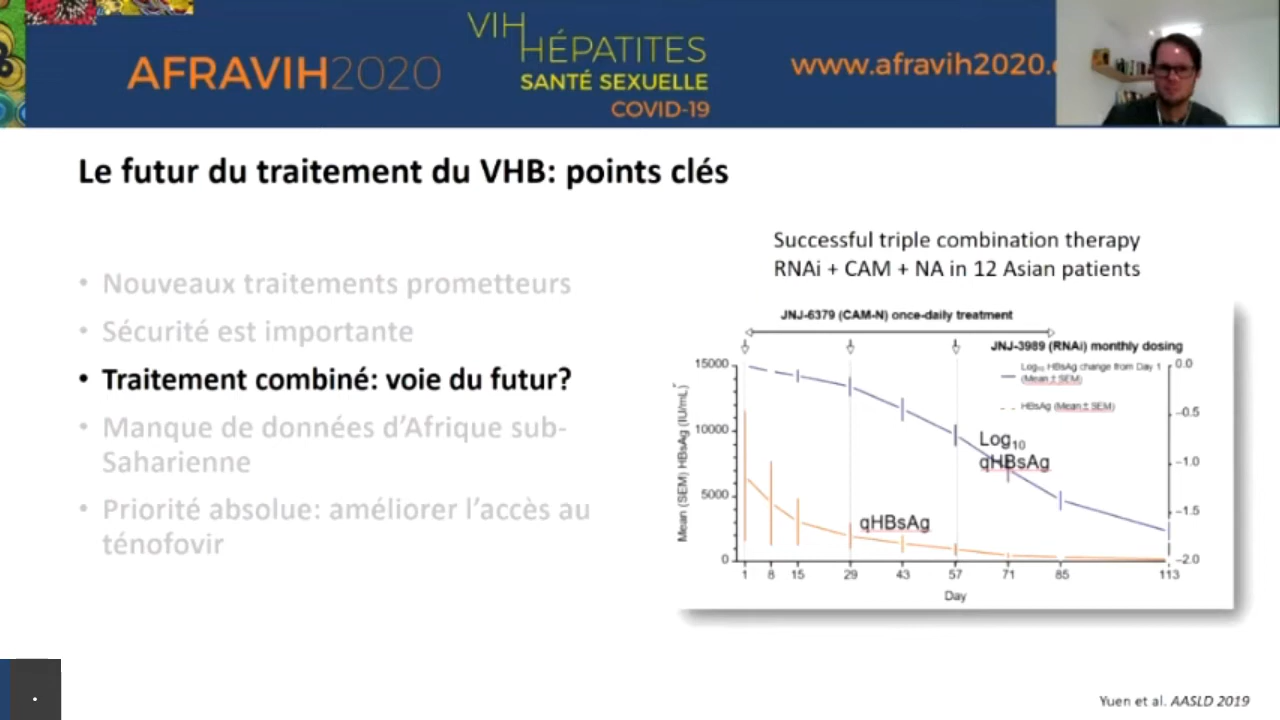 AFRAVIH2020
VIH
HÉPATITES
SANTÉ SEXUELLE
COVID-19
www.afravih2020.
Le futur du traitement du VHB: points clés
• Nouveaux traitements prometteurs
• Sécurité est importante
• Traitement combiné: voie du futur?
• Manque de données d’Afrique sub-
Saharienne
• Priorité absolue: améliorer l’accès au
ténofovir
Successful triple combination therapy
RNAi + CAM + NA in 12 Asian patients
JNJ-6379 (CAM-N) once-daily treatment
JNJ-3989 (RNAi) monthly dosing
Log₁₀ HBsAg change from Day 1
(Mean ± SEM)
HBsAg (Mean ± SEM)
Mean (SEM) HBsAg (IU/mL)
15000
10000
5000
0
0.0
-0.5
-1.0
-1.5
-2.0
Log₁₀
qHBsAg
qHBsAg
1 8 15 29 43 57 71 85 113
Day
Yuen et al. AASLD 2019